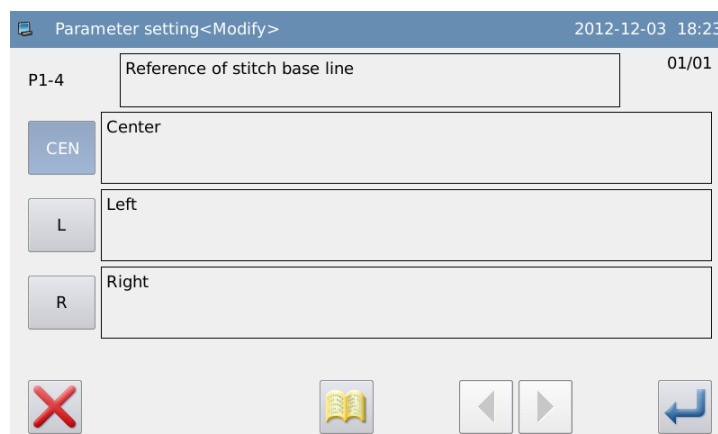 Parameter setting<Modify>
2012-12-03 18:23
P1-4
Reference of stitch base line
01/01
CEN
Center
L
Left
R
Right